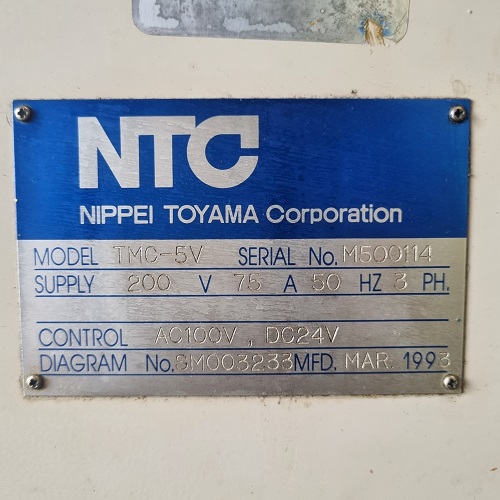 NTC
NIPPEI TOYAMA Corporation
MODEL TMC-5V SERIAL No. M500114
SUPPLY 200 V 75 A 50 HZ 3 PH.
CONTROL AC100V, DC24V
DIAGRAM No. SM003233 MFD. MAR. 1993